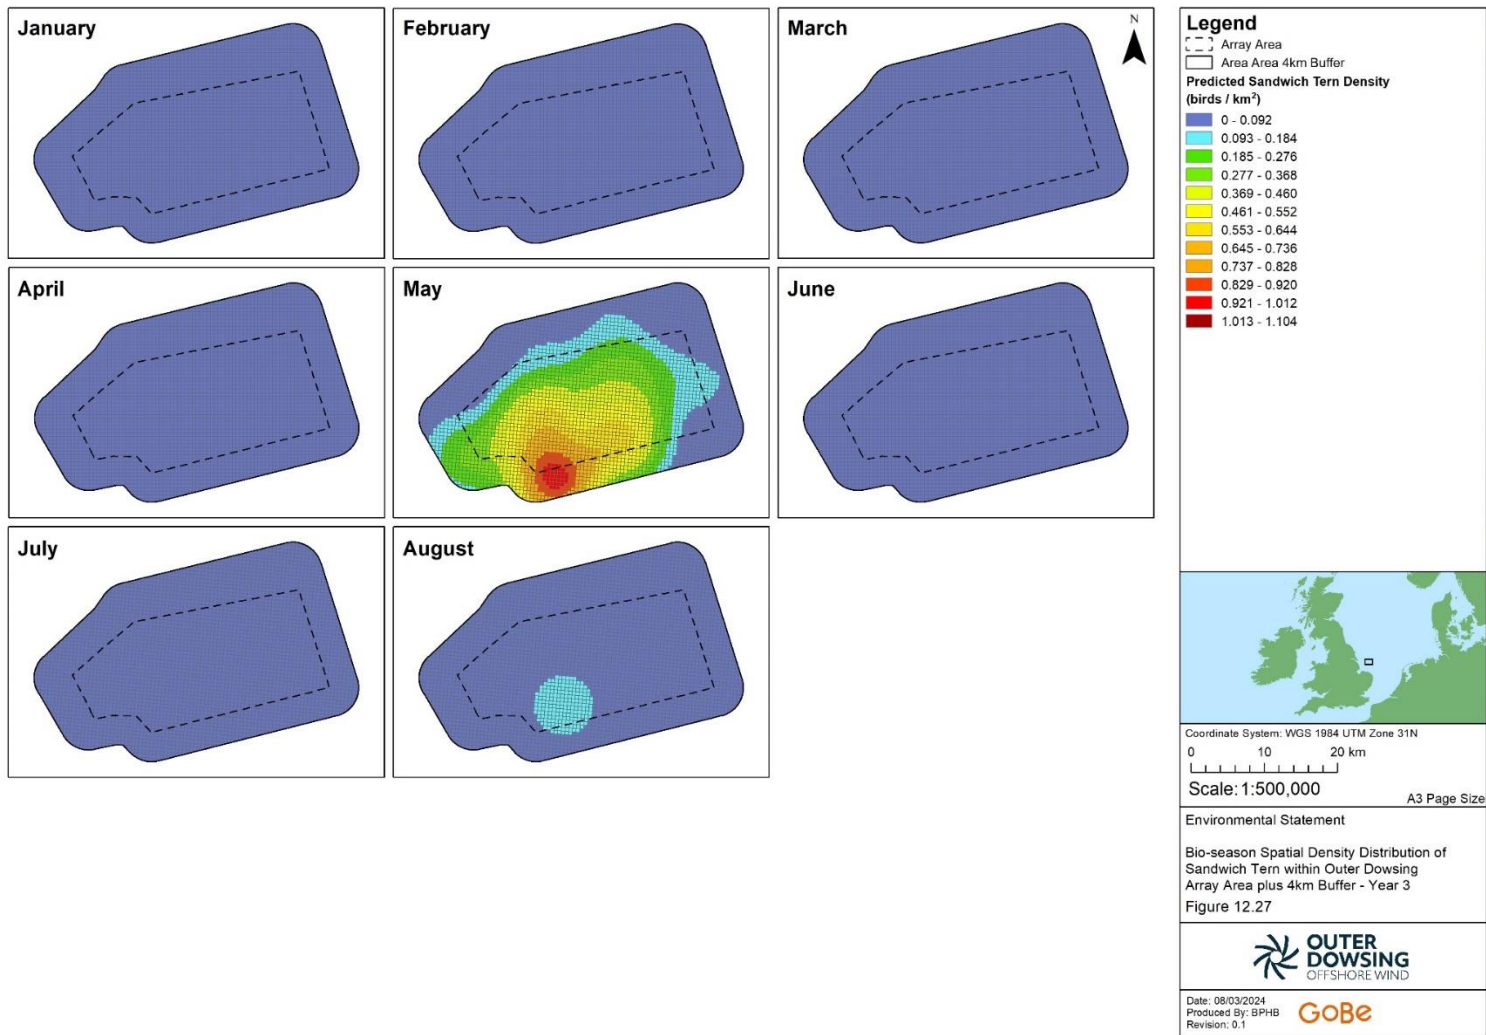 January
February
March
N
April
May
June
July
August
Legend
Array Area
Area Area 4km Buffer
Predicted Sandwich Tern Density
(birds / km²)
0 - 0.092
0.093 - 0.184
0.185 - 0.276
0.277 - 0.368
0.369 - 0.460
0.461 - 0.552
0.553 - 0.644
0.645 - 0.736
0.737 - 0.828
0.829 - 0.920
0.921 - 1.012
1.013 - 1.104
Coordinate System: WGS 1984 UTM Zone 31N
0 10 20 km
Scale: 1:500,000
A3 Page Size
Environmental Statement
Bio-season Spatial Density Distribution of
Sandwich Tern within Outer Dowsing
Array Area plus 4km Buffer - Year 3
Figure 12.27
OUTER
DOWSING
OFFSHORE WIND
Date: 08/03/2024
Produced By: BPHB
Revision: 0.1
GoBe